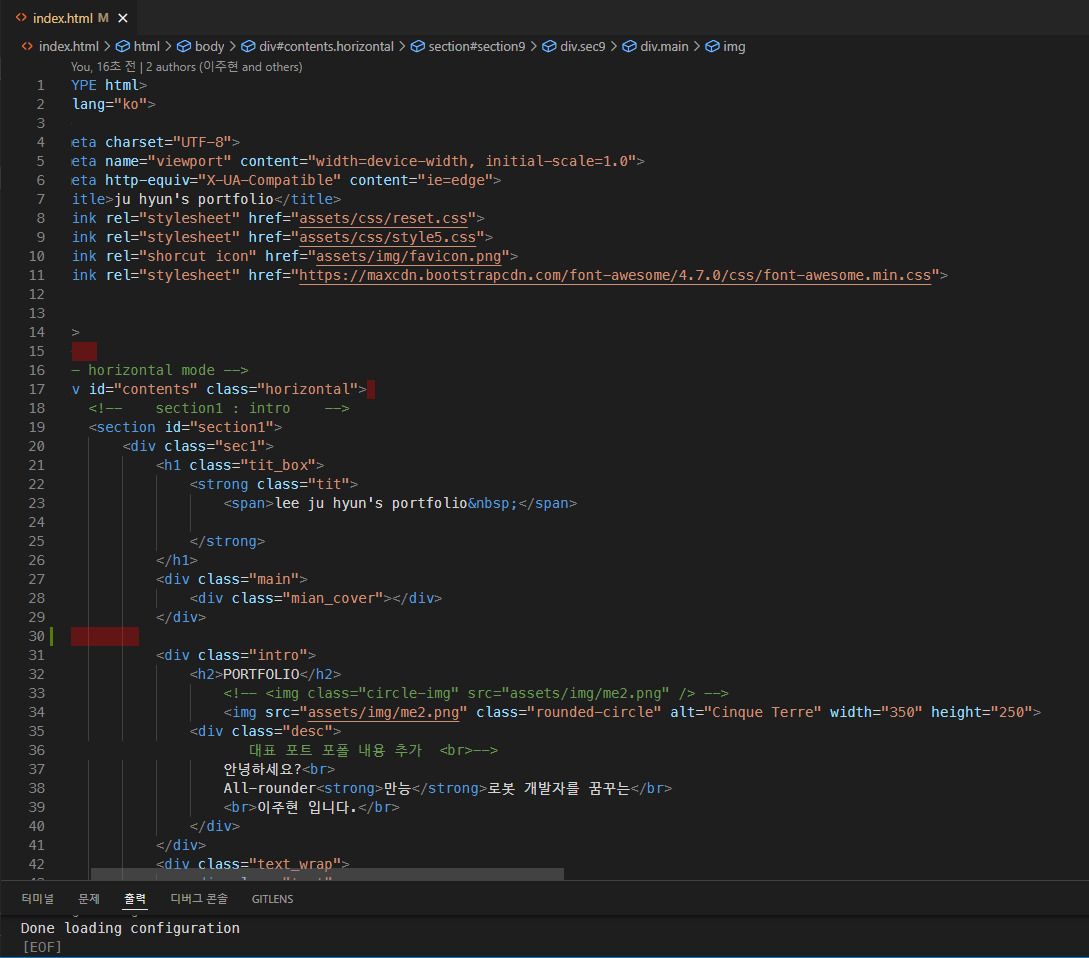 index.html M
index.html > html > body > div#contents.horizontal > section#section9 > div.sec9 > div.main > img
You, 16초 전 | 2 authors (이주현 and others)
1 YPE html>
2 lang="ko">
3
4 eta charset="UTF-8">
5 eta name="viewport" content="width=device-width, initial-scale=1.0">
6 eta http-equiv="X-UA-Compatible" content="ie=edge">
7 itle>ju hyun's portfolio</title>
8 ink rel="stylesheet" href="assets/css/reset.css">
9 ink rel="stylesheet" href="assets/css/style5.css">
10 ink rel="shorcut icon" href="assets/img/favicon.png">
11 ink rel="stylesheet" href="https://maxcdn.bootstrapcdn.com/font-awesome/4.7.0/css/font-awesome.min.css">
12
13
14 >
15
16 – horizontal mode -->
17 v id="contents" class="horizontal">
18 <!-- section1 : intro -->
19 <section id="section1">
20 <div class="sec1">
21 <h1 class="tit_box">
22 <strong class="tit">
23 <span>lee ju hyun's portfolio&nbsp;</span>
24
25 </strong>
26 </h1>
27 <div class="main">
28 <div class="mian_cover"></div>
29 </div>
30
31 <div class="intro">
32 <h2>PORTFOLIO</h2>
33 <!-- <img class="circle-img" src="assets/img/me2.png" /> -->
34 <img src="assets/img/me2.png" class="rounded-circle" alt="Cinque Terre" width="350" height="250">
35 <div class="desc">
36 대표 포트 포폴 내용 추가 <br>-->
37 안녕하세요?<br>
38 All-rounder<strong>만능</strong>로봇 개발자를 꿈꾸는</br>
39 <br>이주현 입니다.</br>
40 </div>
41 </div>
42 <div class="text_wrap">
터미널 문제 출력 디버그 콘솔 GITLENS
Done loading configuration
[EOF]